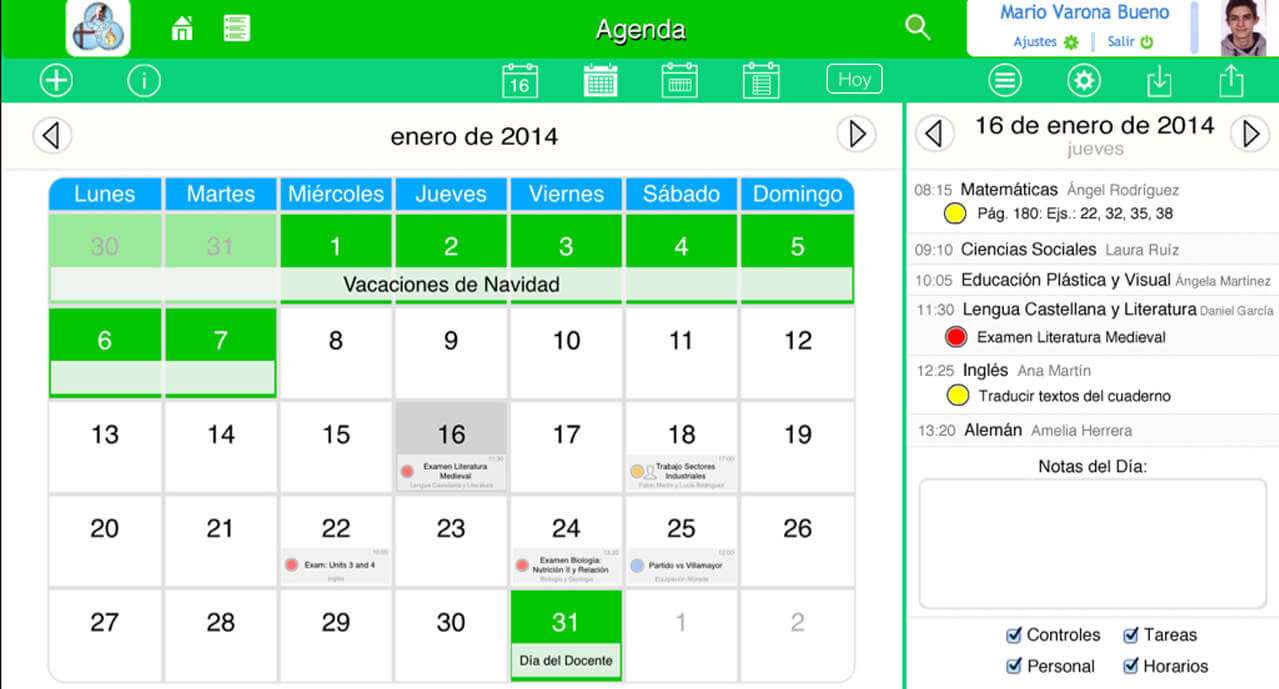 Agenda
Mario Varona Bueno
Ajustes
Salir
16
Hoy
enero de 2014
Lunes Martes Miércoles Jueves Viernes Sábado Domingo
30 31 1 2 3 4 5
Vacaciones de Navidad
6 7 8 9 10 11 12
13 14 15 16 17 18 19
11:30
Examen Literatura
Medieval
Lengua Castellana y Literatura
17:00
Trabajo Sectores
Industriales
Pablo Martín y Lucía Rodríguez
20 21 22 23 24 25 26
10:05
Exam: Units 3 and 4
Inglés
13:20
Examen Biología:
Nutrición II y Relación
Biología y Geología
12:00
Partido vs Villamayor
Equipación Morada
27 28 29 30 31 1 2
Día del Docente
16 de enero de 2014
jueves
08:15 Matemáticas Ángel Rodríguez
Pág. 180: Ejs.: 22, 32, 35, 38
09:10 Ciencias Sociales Laura Ruíz
10:05 Educación Plástica y Visual Ángela Martinez
11:30 Lengua Castellana y Literatura Daniel García
Examen Literatura Medieval
12:25 Inglés Ana Martín
Traducir textos del cuaderno
13:20 Alemán Amelia Herrera
Notas del Día:
Controles Tareas
Personal Horarios